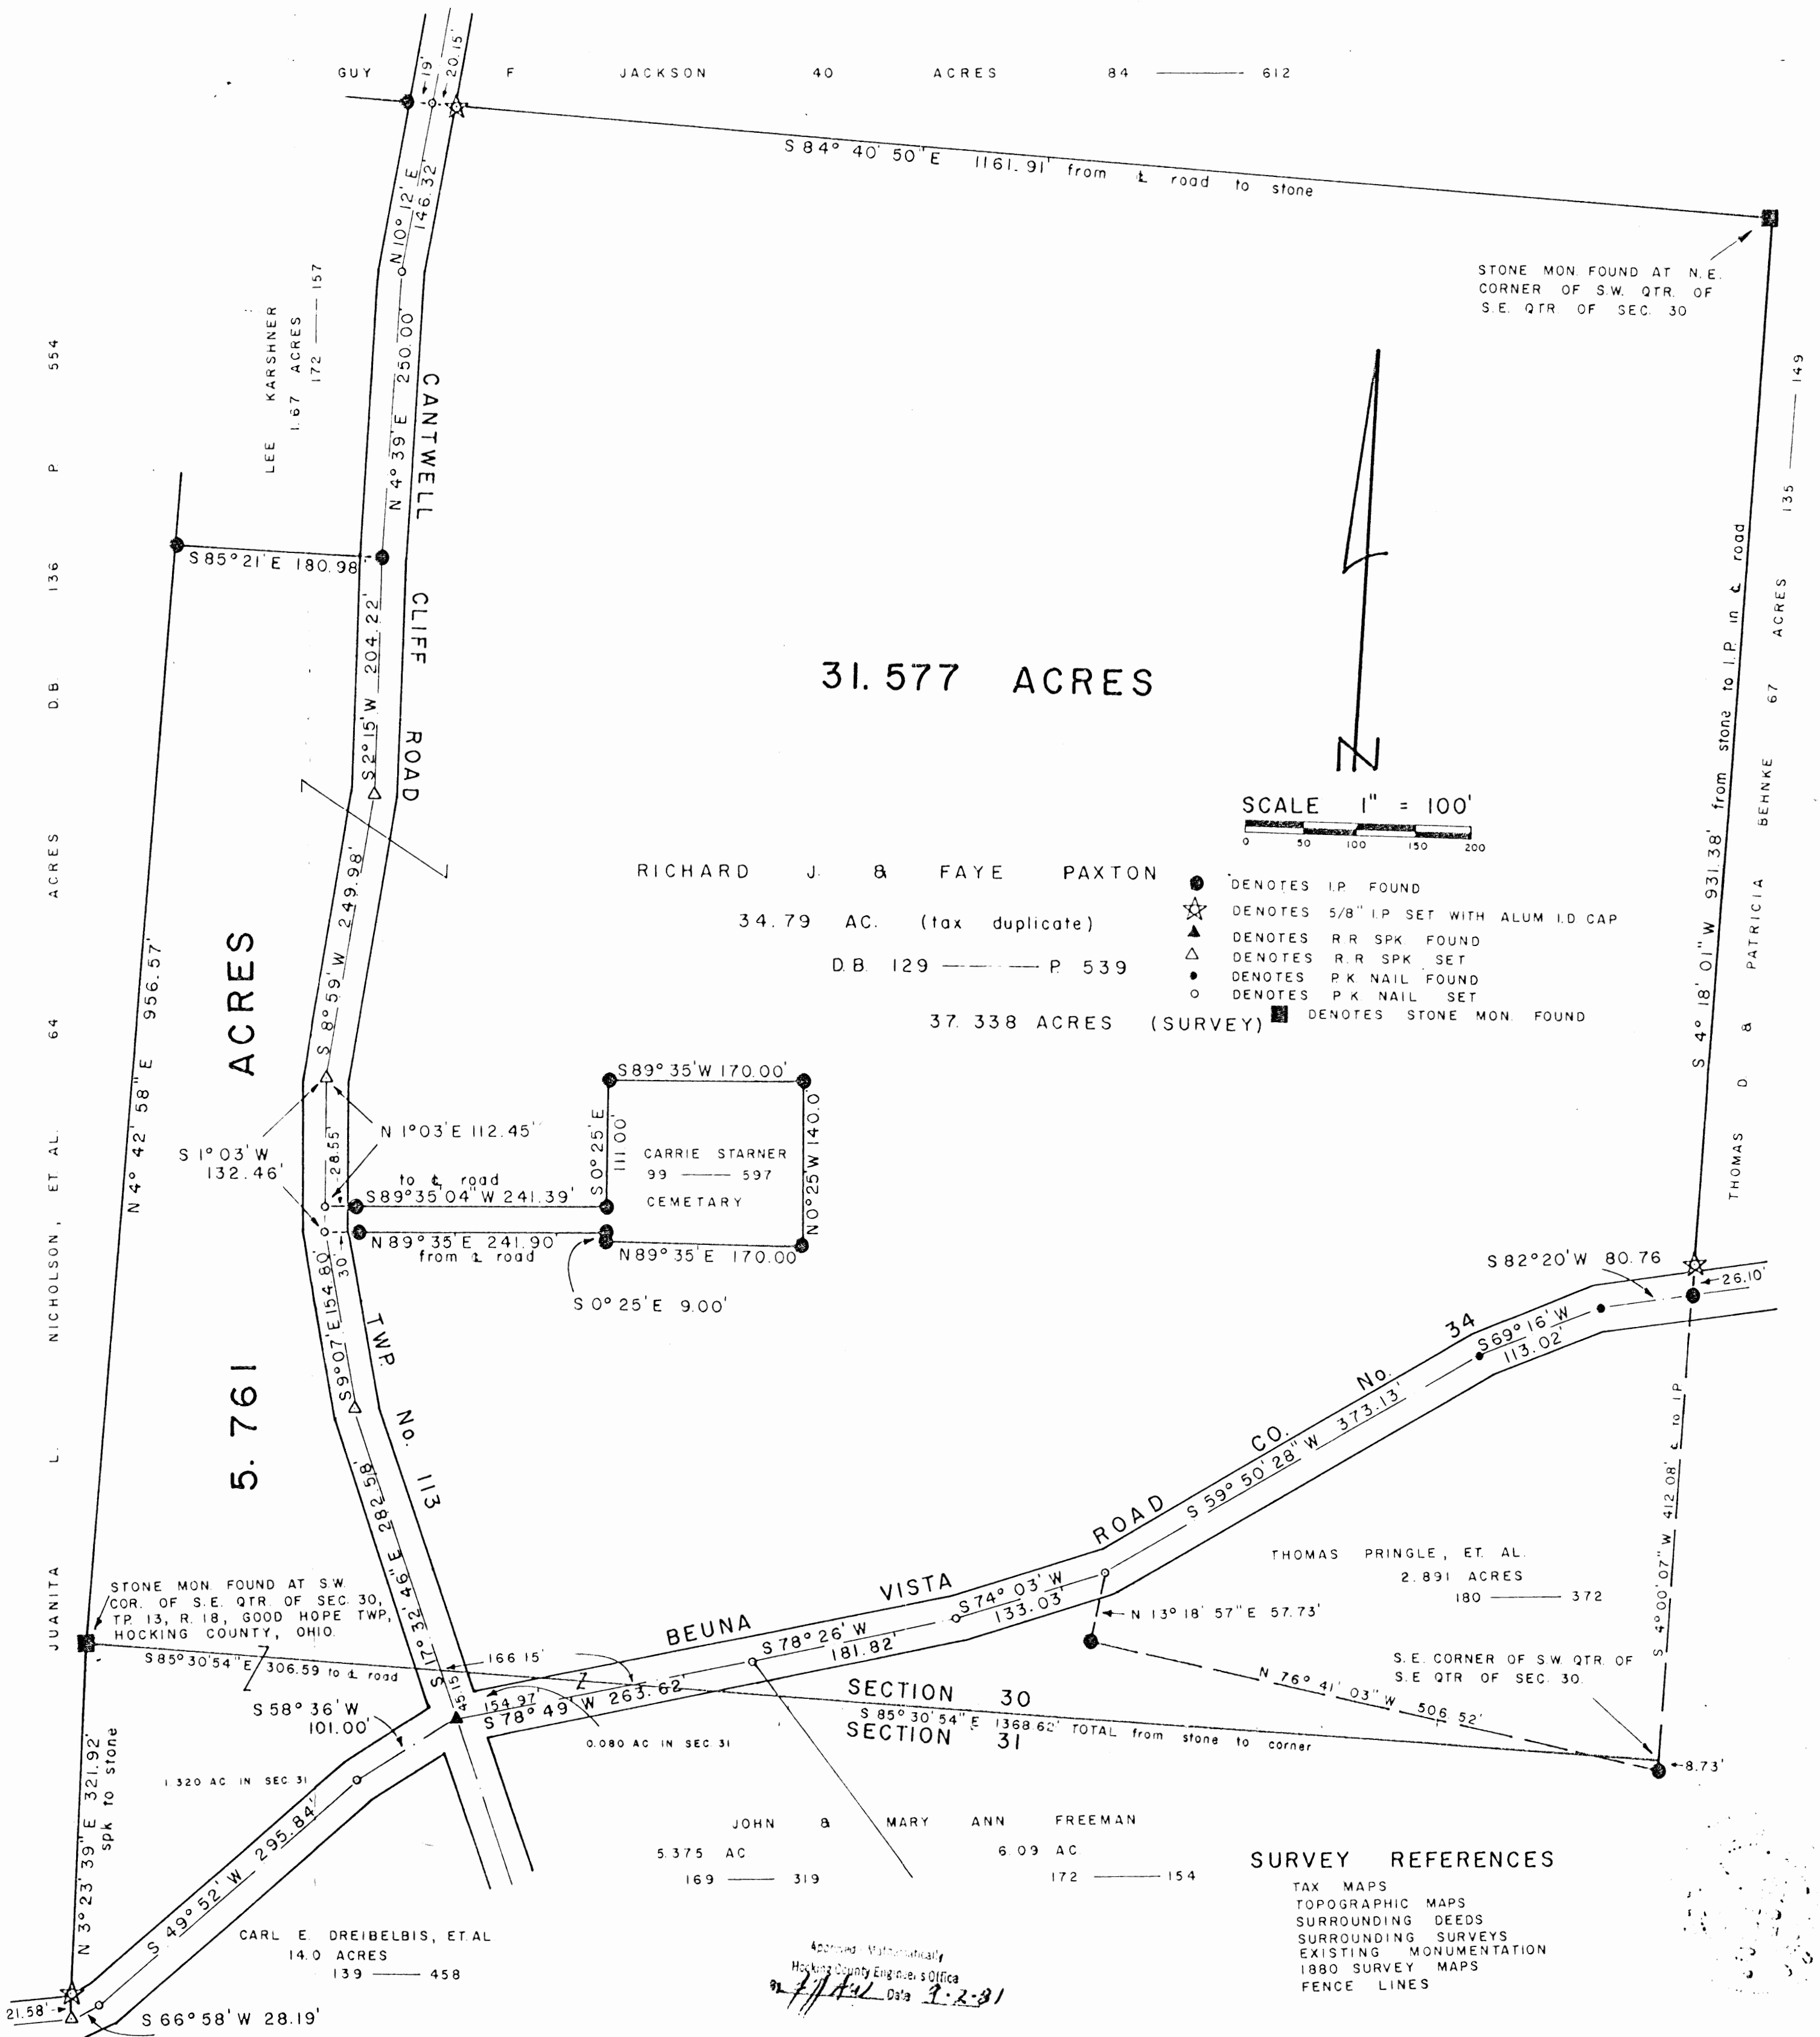 GUY F JACKSON 40 ACRES 84 — 612
19'
20.15'
S 84° 40' 50" E 1161.91' from ℄ road to stone
N 10° 12' E
146.32'
STONE MON. FOUND AT N.E.
CORNER OF S.W. QTR. OF
S.E. QTR. OF SEC. 30
LEE KARSHNER
1.67 ACRES
172 — 157
N 4° 39' E 250.00'
CANTWELL CLIFF ROAD
S 85° 21' E 180.98'
S 2° 15' W 204.22'
31.577 ACRES
N
SCALE 1" = 100'
0 50 100 150 200
RICHARD J. & FAYE PAXTON
34.79 AC. (tax duplicate)
D.B. 129 — P. 539
37.338 ACRES (SURVEY)
DENOTES I.P. FOUND
DENOTES 5/8" I.P. SET WITH ALUM I.D CAP
DENOTES R.R SPK FOUND
DENOTES R.R SPK SET
DENOTES P.K. NAIL FOUND
DENOTES P.K. NAIL SET
DENOTES STONE MON. FOUND
S 4° 18' 01" W 931.38' from stone to I.P. in ℄ road
THOMAS D & PATRICIA BEHNKE 67 ACRES 135 — 149
JUANITA L. NICHOLSON, ET AL. 64 ACRES D.B. 136 P. 554
N 4° 42' 58" E 956.57'
5.761 ACRES
S 8° 59' W 249.98'
S 1° 03' W
132.46'
N 1° 03' E 112.45'
28.55'
to ℄ road
S 89° 35' 04" W 241.39'
N 89° 35' E 241.90'
from ℄ road
30'
S 89° 35' W 170.00'
S 0° 25' E
111.00'
CARRIE STARNER
99 — 597
CEMETARY
N 0° 25' W 140.0'
N 89° 35' E 170.00'
S 0° 25' E 9.00'
S 9° 07' E 154.80'
TWP. No. 113
S 17° 32' 46" E 282.58'
S 82° 20' W 80.76
26.10'
S 69° 16' W
113.02'
BEUNA VISTA ROAD CO. No. 34
S 59° 50' 28" W 373.13'
S 74° 03' W
133.03'
S 78° 26' W
181.82'
THOMAS PRINGLE, ET. AL.
2.891 ACRES
180 — 372
N 13° 18' 57" E 57.73'
S 4° 00' 07" W 412.08' ℄ to IP
N 76° 41' 03" W 506.52'
S.E. CORNER OF S.W. QTR. OF
S.E QTR OF SEC. 30.
8.73'
STONE MON. FOUND AT S.W.
COR. OF S.E. QTR. OF SEC. 30,
TP. 13, R. 18, GOOD HOPE TWP,
HOCKING COUNTY, OHIO.
S 85° 30' 54" E 306.59 to ℄ road
166.15'
45.15'
154.97'
S 78° 49' W 263.62'
SECTION 30
S 85° 30' 54" E 1368.62' TOTAL from stone to corner
SECTION 31
S 58° 36' W
101.00'
0.080 AC IN SEC. 31
1.320 AC IN SEC. 31
N 3° 23' 39" E 321.92'
spk to stone
S 49° 52' W 295.84'
JOHN & MARY ANN FREEMAN
5.375 AC 6.09 AC.
169 — 319 172 — 154
CARL E. DREIBELBIS, ET.AL
14.0 ACRES
139 — 458
21.58'
S 66° 58' W 28.19'
Approved - Mathematically
Hocking County Engineers Office
Date 9-2-81
SURVEY REFERENCES
TAX MAPS
TOPOGRAPHIC MAPS
SURROUNDING DEEDS
SURROUNDING SURVEYS
EXISTING MONUMENTATION
1880 SURVEY MAPS
FENCE LINES